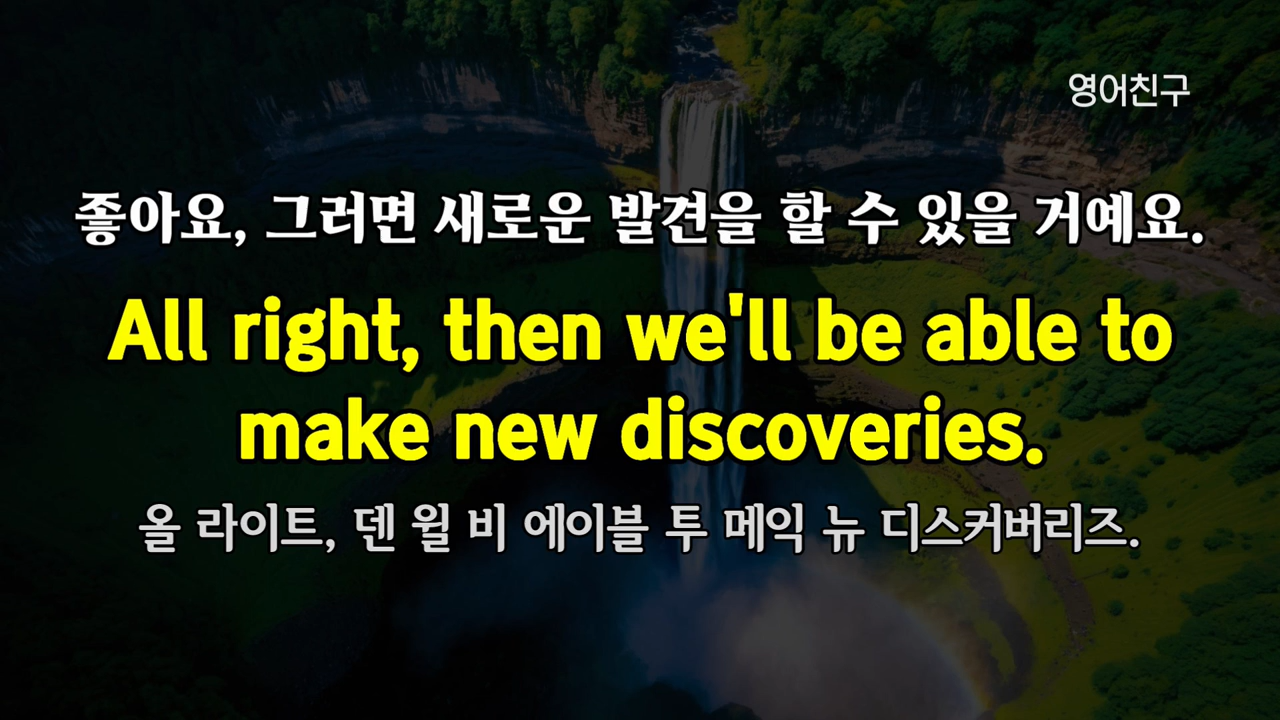 영어친구
좋아요, 그러면 새로운 발견을 할 수 있을 거예요.
All right, then we'll be able to
make new discoveries.
올 라이트, 덴 윌 비 에이블 투 메익 뉴 디스커버리즈.